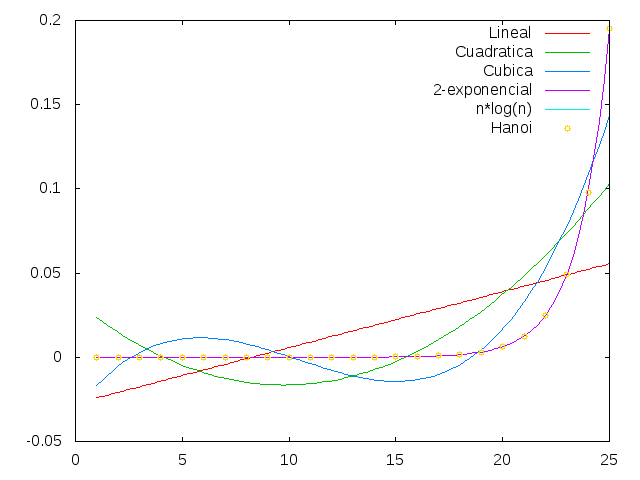 0.2
0.15
0.1
0.05
0
-0.05
0
5
10
15
20
25
Lineal
Cuadratica
Cubica
2-exponencial
n*log(n)
Hanoi